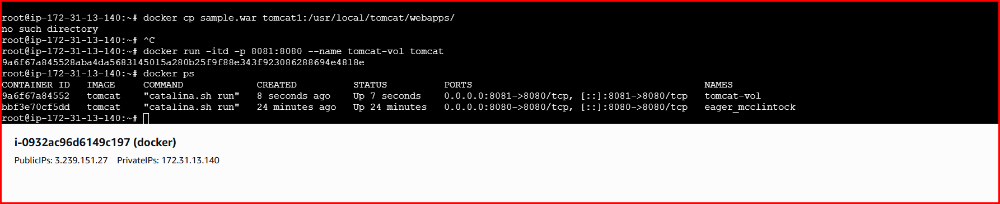 root@ip-172-31-13-140:~# docker cp sample.war tomcat1:/usr/local/tomcat/webapps/
no such directory
root@ip-172-31-13-140:~# ^C
root@ip-172-31-13-140:~# docker run -itd -p 8081:8080 --name tomcat-vol tomcat
9a6f67a845528aba4da5683145015a280b25f9f88e343f923086288694e4818e
root@ip-172-31-13-140:~# docker ps
CONTAINER ID   IMAGE     COMMAND             CREATED          STATUS          PORTS                                         NAMES
9a6f67a84552   tomcat    "catalina.sh run"   8 seconds ago    Up 7 seconds    0.0.0.0:8081->8080/tcp, [::]:8081->8080/tcp   tomcat-vol
bbf3e70cf5dd   tomcat    "catalina.sh run"   24 minutes ago   Up 24 minutes   0.0.0.0:8080->8080/tcp, [::]:8080->8080/tcp   eager_mcclintock
root@ip-172-31-13-140:~#
i-0932ac96d6149c197 (docker)
PublicIPs: 3.239.151.27   PrivateIPs: 172.31.13.140